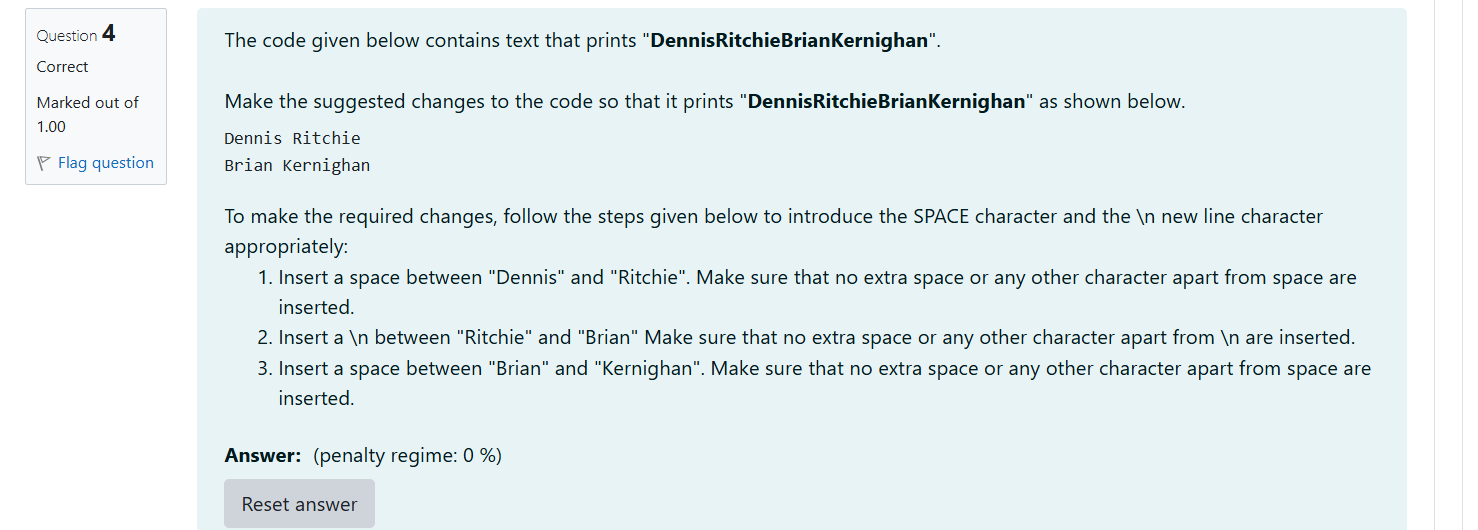 Question 4
Correct
Marked out of
1.00
Flag question
The code given below contains text that prints "DennisRitchieBrianKernighan".
Make the suggested changes to the code so that it prints "DennisRitchieBrianKernighan" as shown below.
Dennis Ritchie
Brian Kernighan
To make the required changes, follow the steps given below to introduce the SPACE character and the \n new line character
appropriately:
1. Insert a space between "Dennis" and "Ritchie". Make sure that no extra space or any other character apart from space are
inserted.
2. Insert a \n between "Ritchie" and "Brian" Make sure that no extra space or any other character apart from \n are inserted.
3. Insert a space between "Brian" and "Kernighan". Make sure that no extra space or any other character apart from space are
inserted.
Answer: (penalty regime: 0 %)
Reset answer